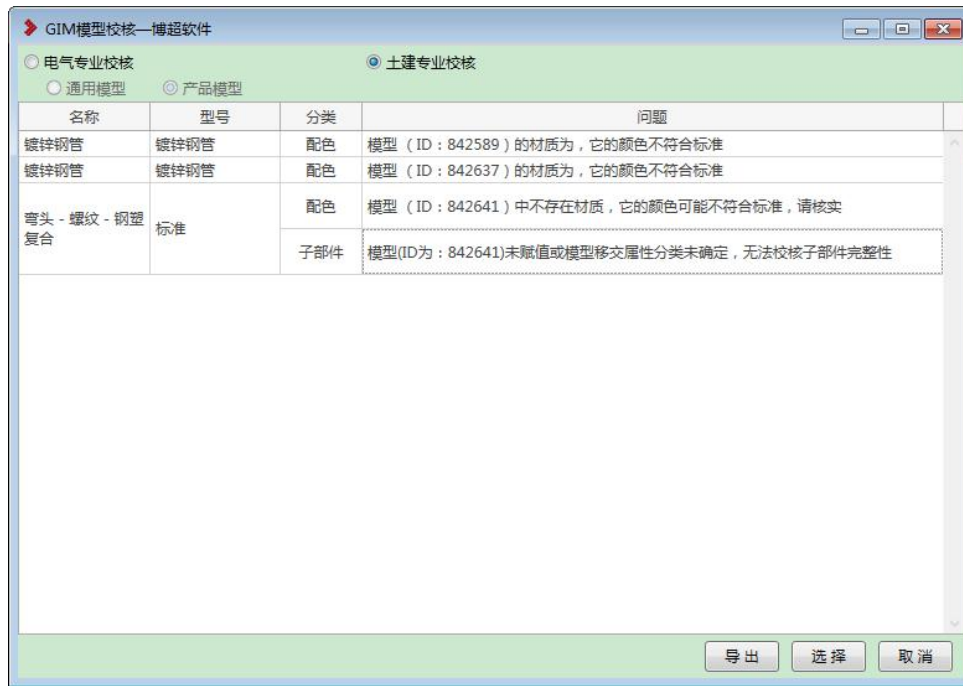 GIM模型校核—博超软件
电气专业校核
土建专业校核
通用模型
产品模型
名称 型号 分类 问题
镀锌钢管 镀锌钢管 配色 模型（ID：842589）的材质为，它的颜色不符合标准
镀锌钢管 镀锌钢管 配色 模型（ID：842637）的材质为，它的颜色不符合标准
弯头 - 螺纹 - 钢塑
复合
标准
配色 模型（ID：842641）中不存在材质，它的颜色可能不符合标准，请核实
子部件 模型(ID为：842641)未赋值或模型移交属性分类未确定，无法校核子部件完整性
导出 选择 取消